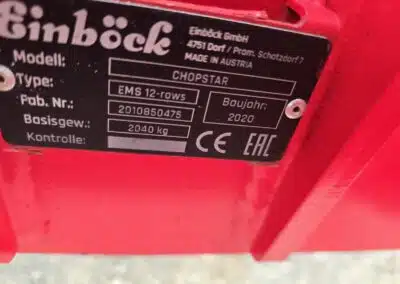 Einböck
Einböck GmbH
4751 Dorf / Pram, Schatzdorf 7
MADE IN AUSTRIA
Modell: CHOPSTAR
Type: EMS 12-rows
Fab. Nr.: 2010850475
Baujahr: 2020
Basisgew.: 2040 kg
Kontrolle:
CE EAC